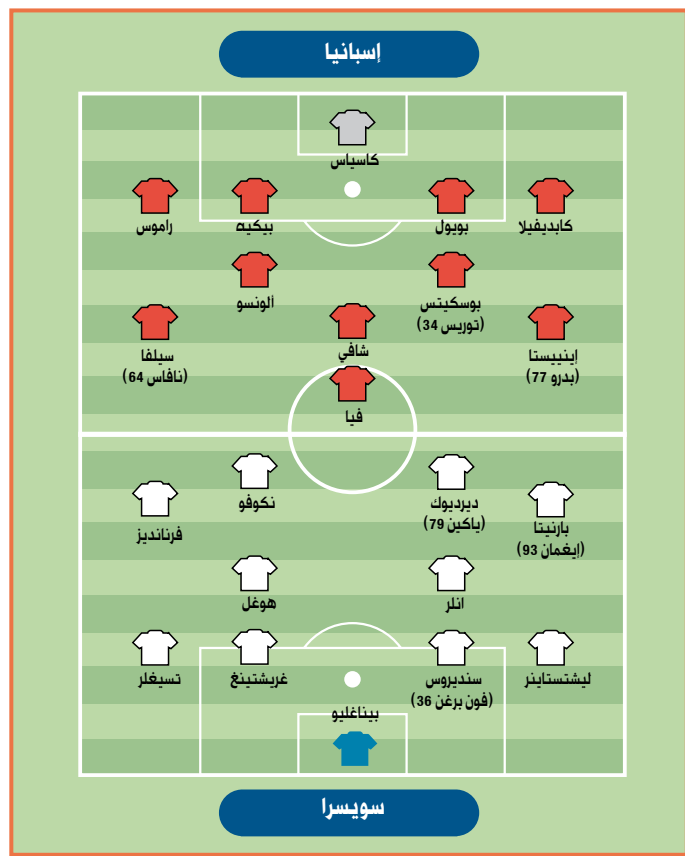 إسبانيا
كاسياس
كابديفيلا
بويول
بيكيه
راموس
بوسكيتس
(توريس 34)
ألونسو
إينييستا
(بدرو 77)
شافي
سيلفا
(نافاس 64)
فيا
بارنيتا
(إيغمان 93)
ديرديوك
(ياكين 79)
نكوفو
فرنانديز
انلر
هوغل
ليشتستاينر
سنديروس
(فون برغن 36)
غريشتينغ
تسيغلر
بيناغليو
سويسرا